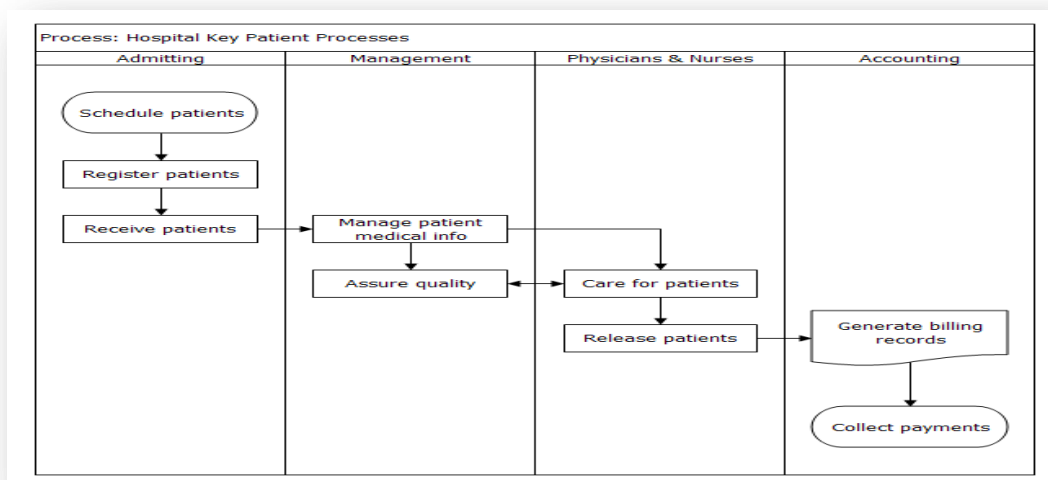 Process: Hospital Key Patient Processes
Admitting
Management
Physicians & Nurses
Accounting
Schedule patients
Register patients
Receive patients
Manage patient
medical info
Assure quality
Care for patients
Release patients
Generate billing
records
Collect payments